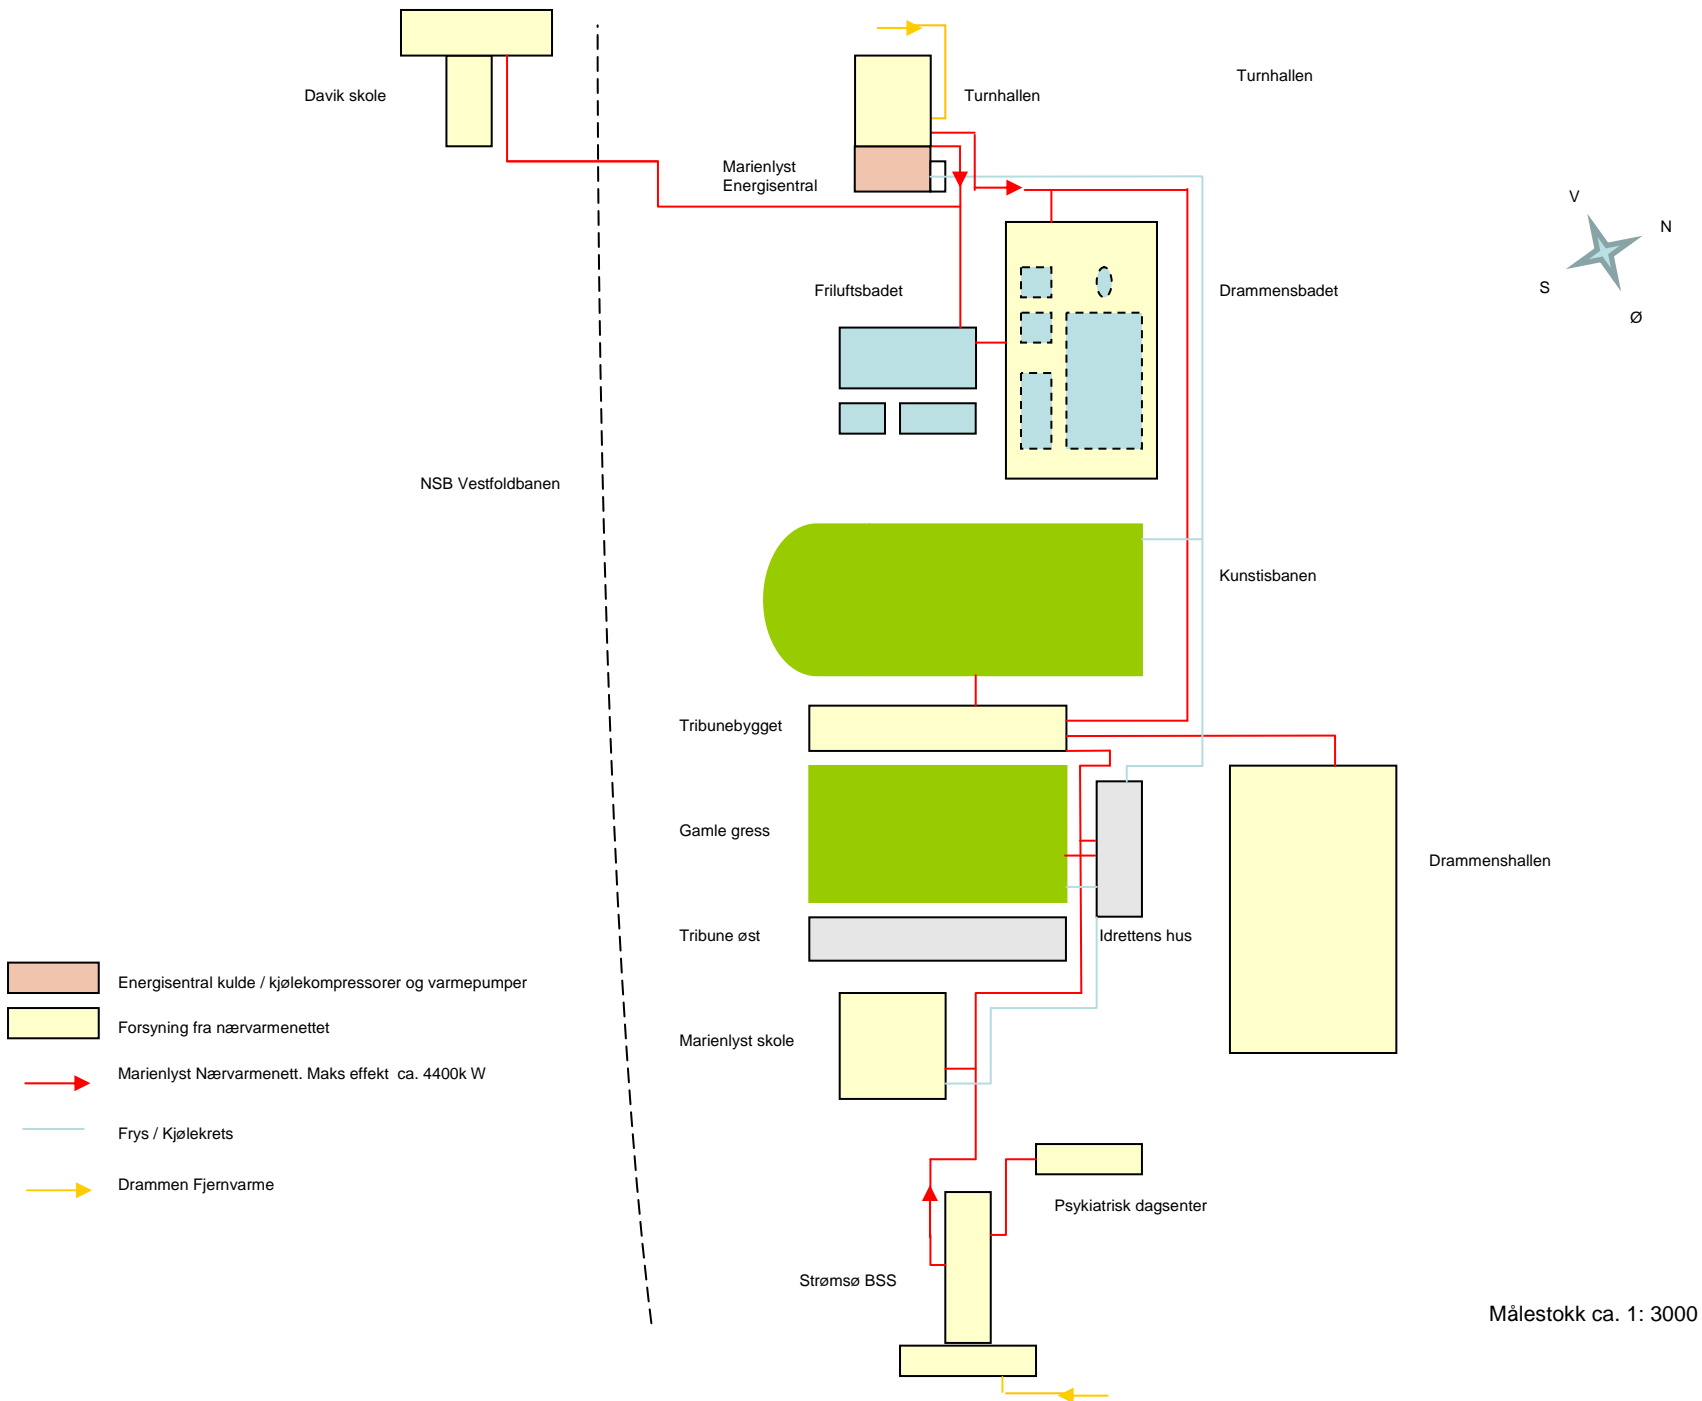 Turnhallen
Davik skole
Turnhallen
Marienlyst
Energisentral
V
N
S
Ø
Friluftsbadet
Drammensbadet
NSB Vestfoldbanen
Kunstisbanen
Tribunebygget
Gamle gress
Drammenshallen
Tribune øst
Idrettens hus
Energisentral kulde / kjølekompressorer og varmepumper
Forsyning fra nærvarmenettet
Marienlyst skole
Marienlyst Nærvarmenett. Maks effekt ca. 4400k W
Frys / Kjølekrets
Drammen Fjernvarme
Psykiatrisk dagsenter
Strømsø BSS
Målestokk ca. 1: 3000